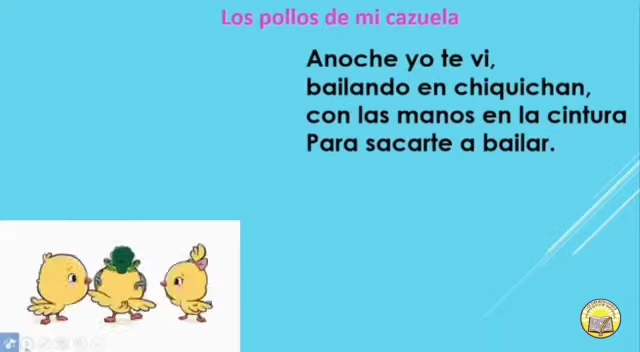 Los pollos de mi cazuela
Anoche yo te vi,
bailando en chiquichan,
con las manos en la cintura
Para sacarte a bailar.